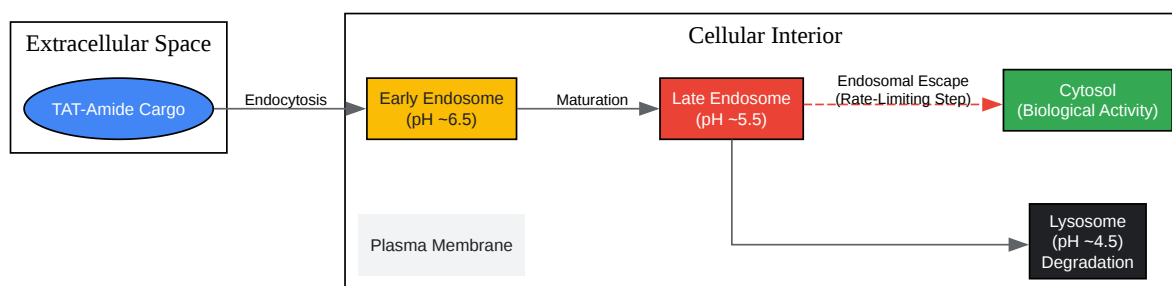 Extracellular Space
TAT-Amide Cargo
Endocytosis
Cellular Interior
Early Endosome
(pH ~6.5)
Maturation
Late Endosome
(pH ~5.5)
Endosomal Escape
(Rate-Limiting Step)
Cytosol
(Biological Activity)
Plasma Membrane
Lysosome
(pH ~4.5)
Degradation